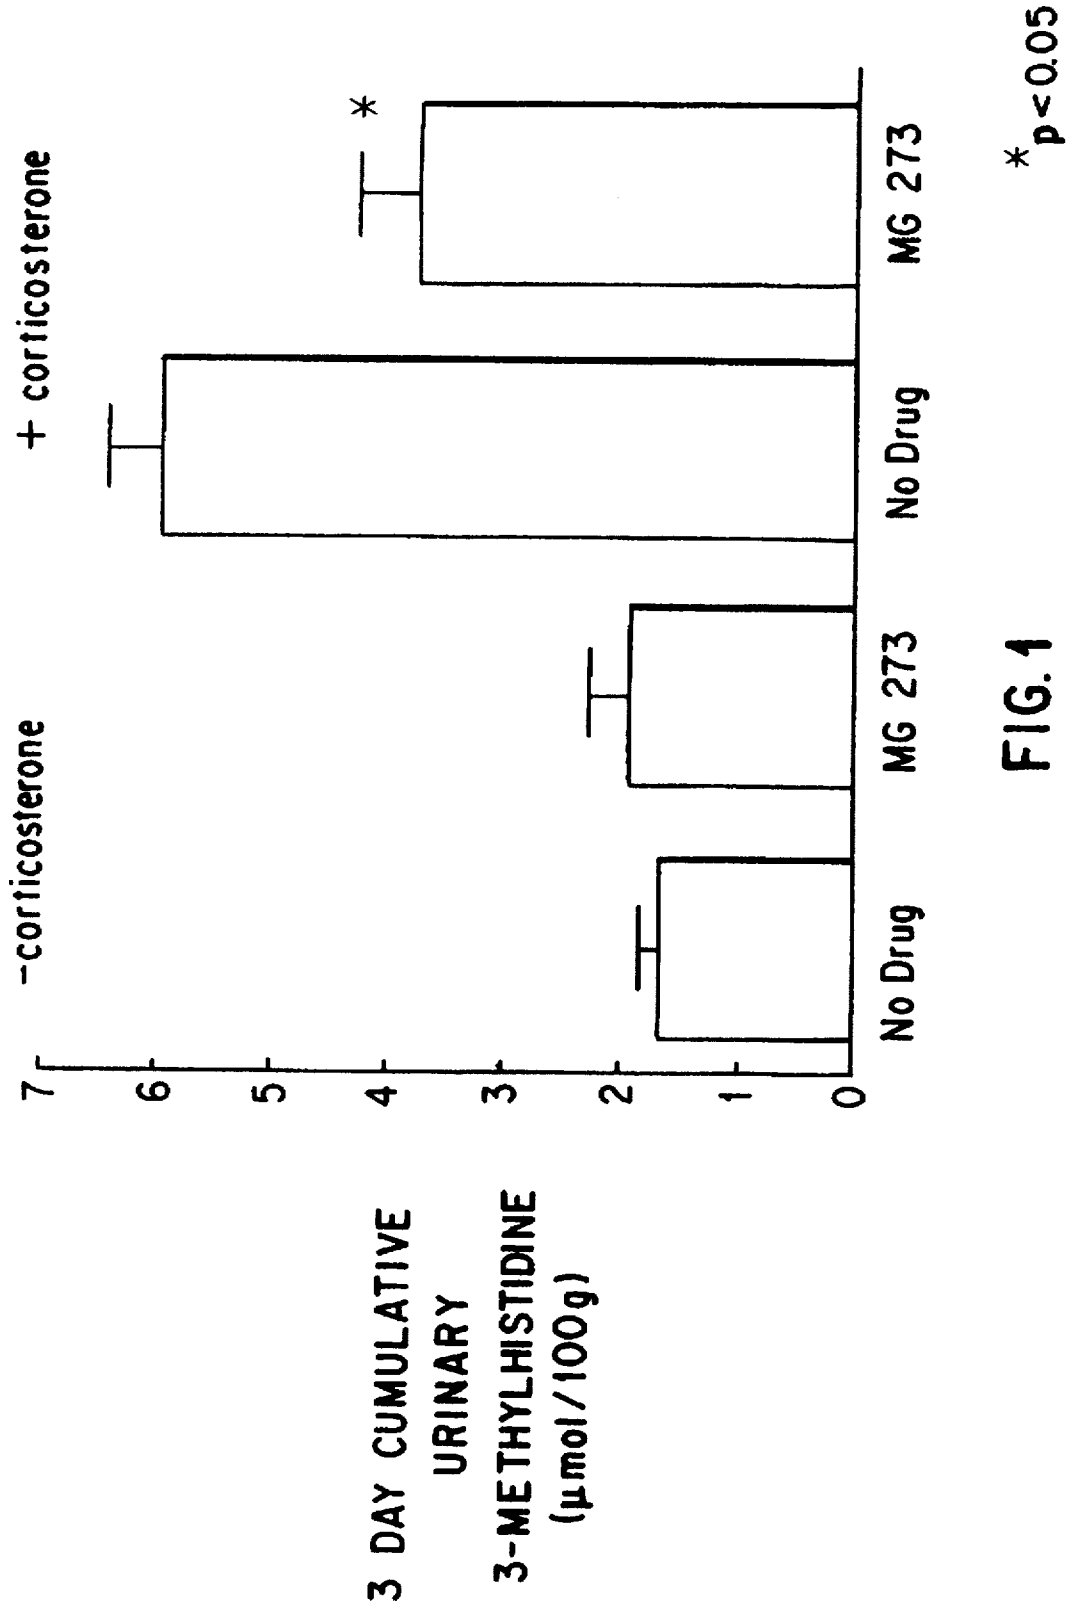 -corticosterone
+ corticosterone
7
6
5
4
3
2
1
0
3 DAY CUMULATIVE
URINARY
3-METHYLHISTIDINE
(μmol/100g)
*
No Drug
MG 273
No Drug
MG 273
FIG. 1
*p<0.05